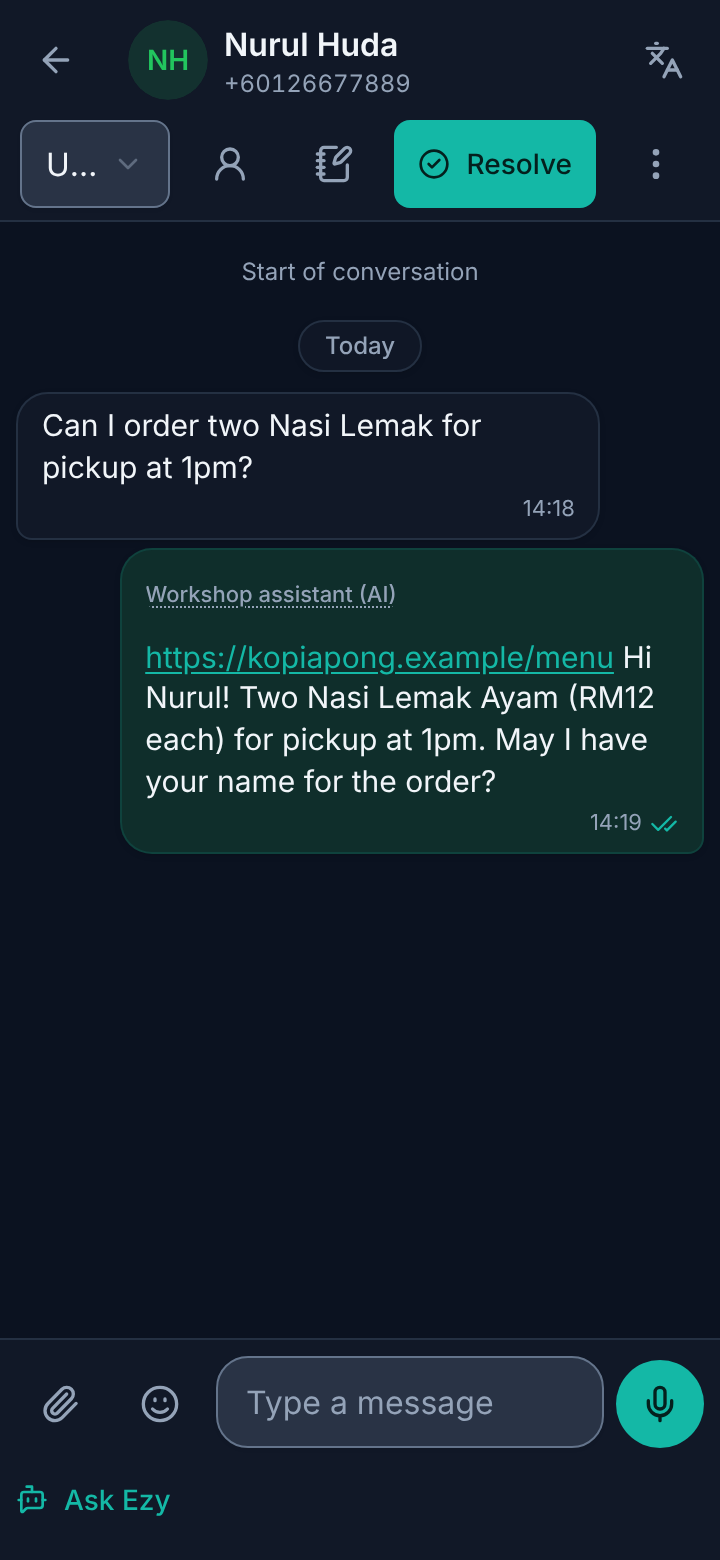 Nurul Huda
NH
+60126677889
U...
Resolve
Start of conversation
Today
Can I order two Nasi Lemak for
pickup at 1pm?
14:18
Workshop assistant (AI)
https://kopiapong.example/menu Hi
Nurul! Two Nasi Lemak Ayam (RM12
each) for pickup at 1pm. May I have
your name for the order?
14:19
Type a message
Ask Ezy